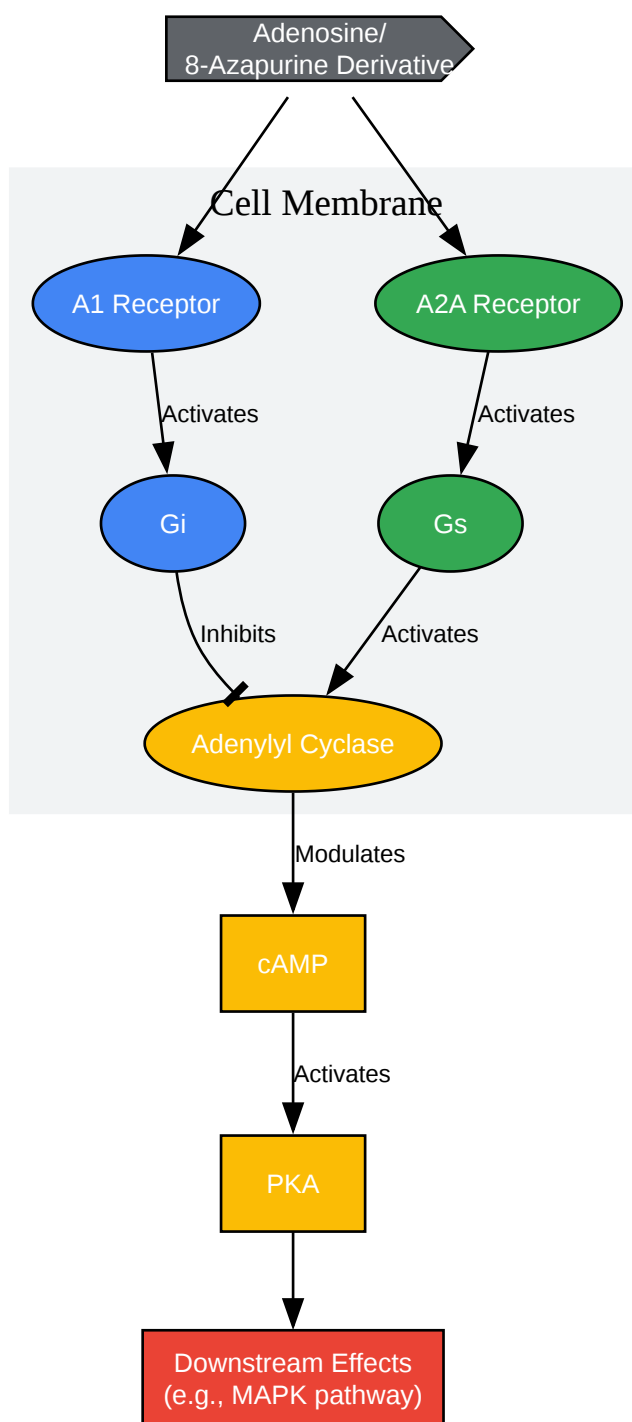 Adenosine/
8-Azapurine Derivative
Cell Membrane
A1 Receptor
A2A Receptor
Activates
Activates
Gi
Gs
Inhibits
Activates
Adenylyl Cyclase
Modulates
cAMP
Activates
PKA
Downstream Effects
(e.g., MAPK pathway)